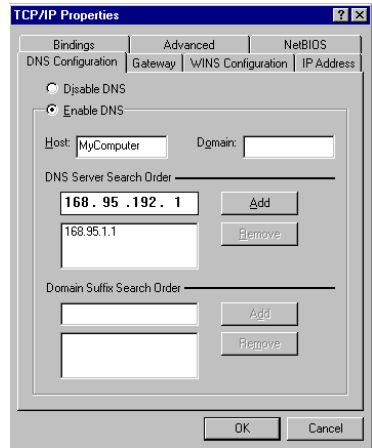 TCP/IP Properties
Bindings Advanced NetBIOS
DNS Configuration Gateway WINS Configuration IP Address
Disable DNS
Enable DNS
Host: MyComputer Domain:
DNS Server Search Order
168. 95 .192. 1 Add
168.95.1.1 Remove
Domain Suffix Search Order
Add
Remove
OK Cancel